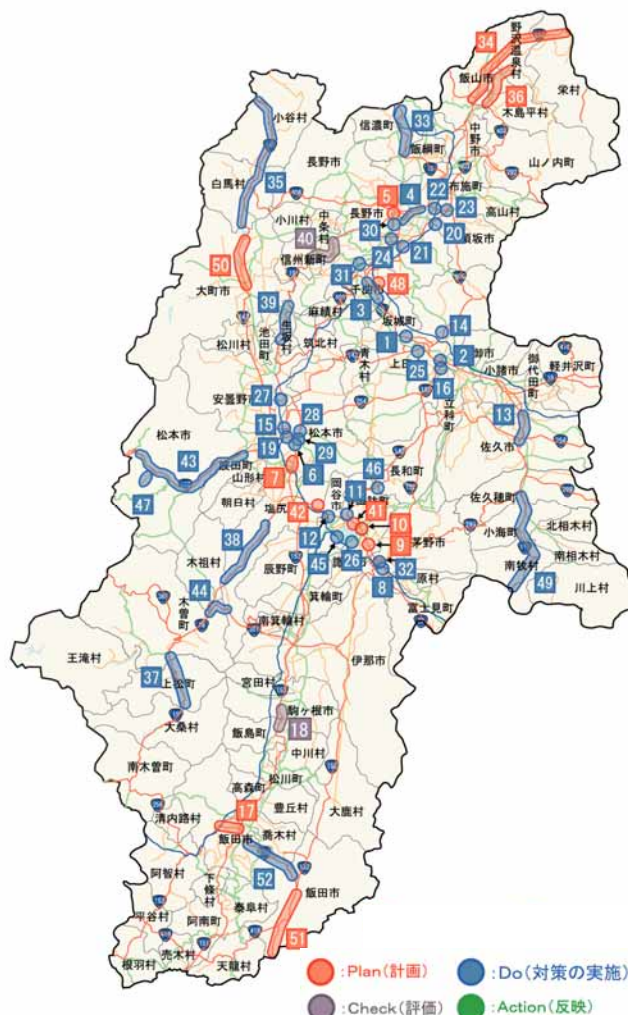 34
野沢温泉村
飯山市
36
栄村
小谷村
信濃町
33
木島平村
飯綱町
中野市
長野市
山ノ内町
35
白馬村
5
4
22
布施町
小川村
中条村
長野市
23
高山村
40
30
20
須坂市
50
信州新町
24
21
大町市
31
千曲市
48
39
生坂村
麻績村
3
坂城町
14
松川村
池田町
筑北村
1
青木村
上田
2
御市
御代田町
25
小諸市
軽井沢町
安曇野
27
16
立科町
28
13
15
松本市
松本市
19
29
佐久市
43
波田町
6
46
長和町
山形村
7
岡谷市
11
47
朝日村
塩尻
42
41
佐久穂町
10
38
12
茅野市
小海町
北相木村
木祖村
9
辰野町
45
26
32
南相木村
44
原村
南牧村
49
8
川上村
木曽町
箕輪町
富士見町
南箕輪村
王滝村
伊那市
37
上松町
宮田村
大桑村
駒ヶ根市
飯島町
18
中川村
南木曽町
松川町
高森町
17
豊丘村
大鹿村
清内路村
飯田市
喬木村
阿智村
下條村
52
飯田市
平谷村
泰阜村
阿南町
51
売木村
根羽村
天龍村
:Plan(計画)
:Do(対策の実施)
:Check(評価)
:Action(反映)